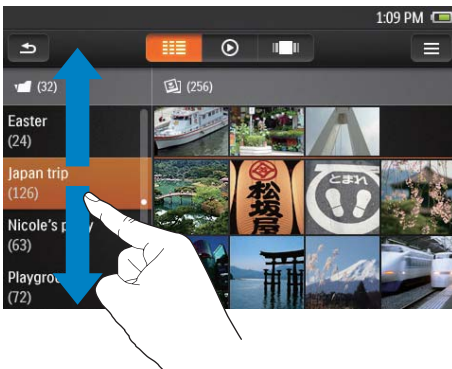 1:09 PM
(32)
(256)
Easter
(24)
Japan trip
(126)
Nicole's
(63)
(72)
松坂屋
とまれ